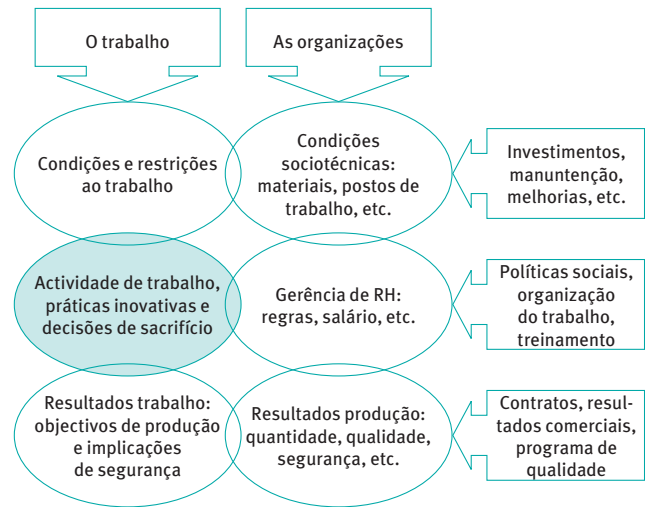 O trabalho
As organizações
Condições e restrições
ao trabalho
Condições
sociotécnicas:
materiais, postos de
trabalho, etc.
Investimentos,
manuntenção,
melhorias, etc.
Actividade de trabalho,
práticas inovativas e
decisões de sacrifício
Gerência de RH:
regras, salário, etc.
Políticas sociais,
organização
do trabalho,
treinamento
Resultados trabalho:
objectivos de produção
e implicações
de segurança
Resultados produção:
quantidade, qualidade,
segurança, etc.
Contratos, resul-
tados comerciais,
programa de
qualidade